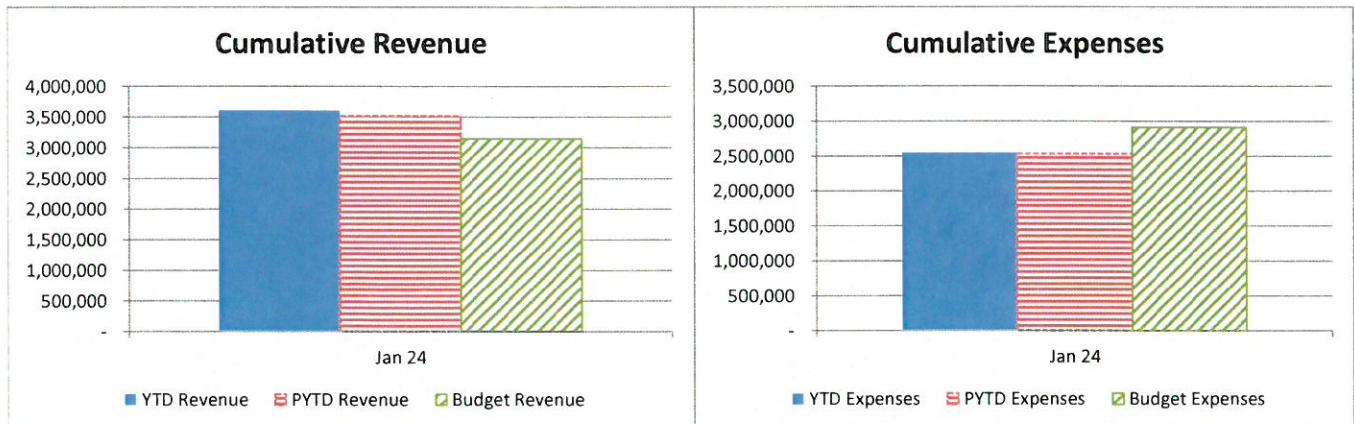 Cumulative Revenue
4,000,000
3,500,000
3,000,000
2,500,000
2,000,000
1,500,000
1,000,000
500,000
-
Jan 24
YTD Revenue PYTD Revenue Budget Revenue
Cumulative Expenses
3,500,000
3,000,000
2,500,000
2,000,000
1,500,000
1,000,000
500,000
-
Jan 24
YTD Expenses PYTD Expenses Budget Expenses